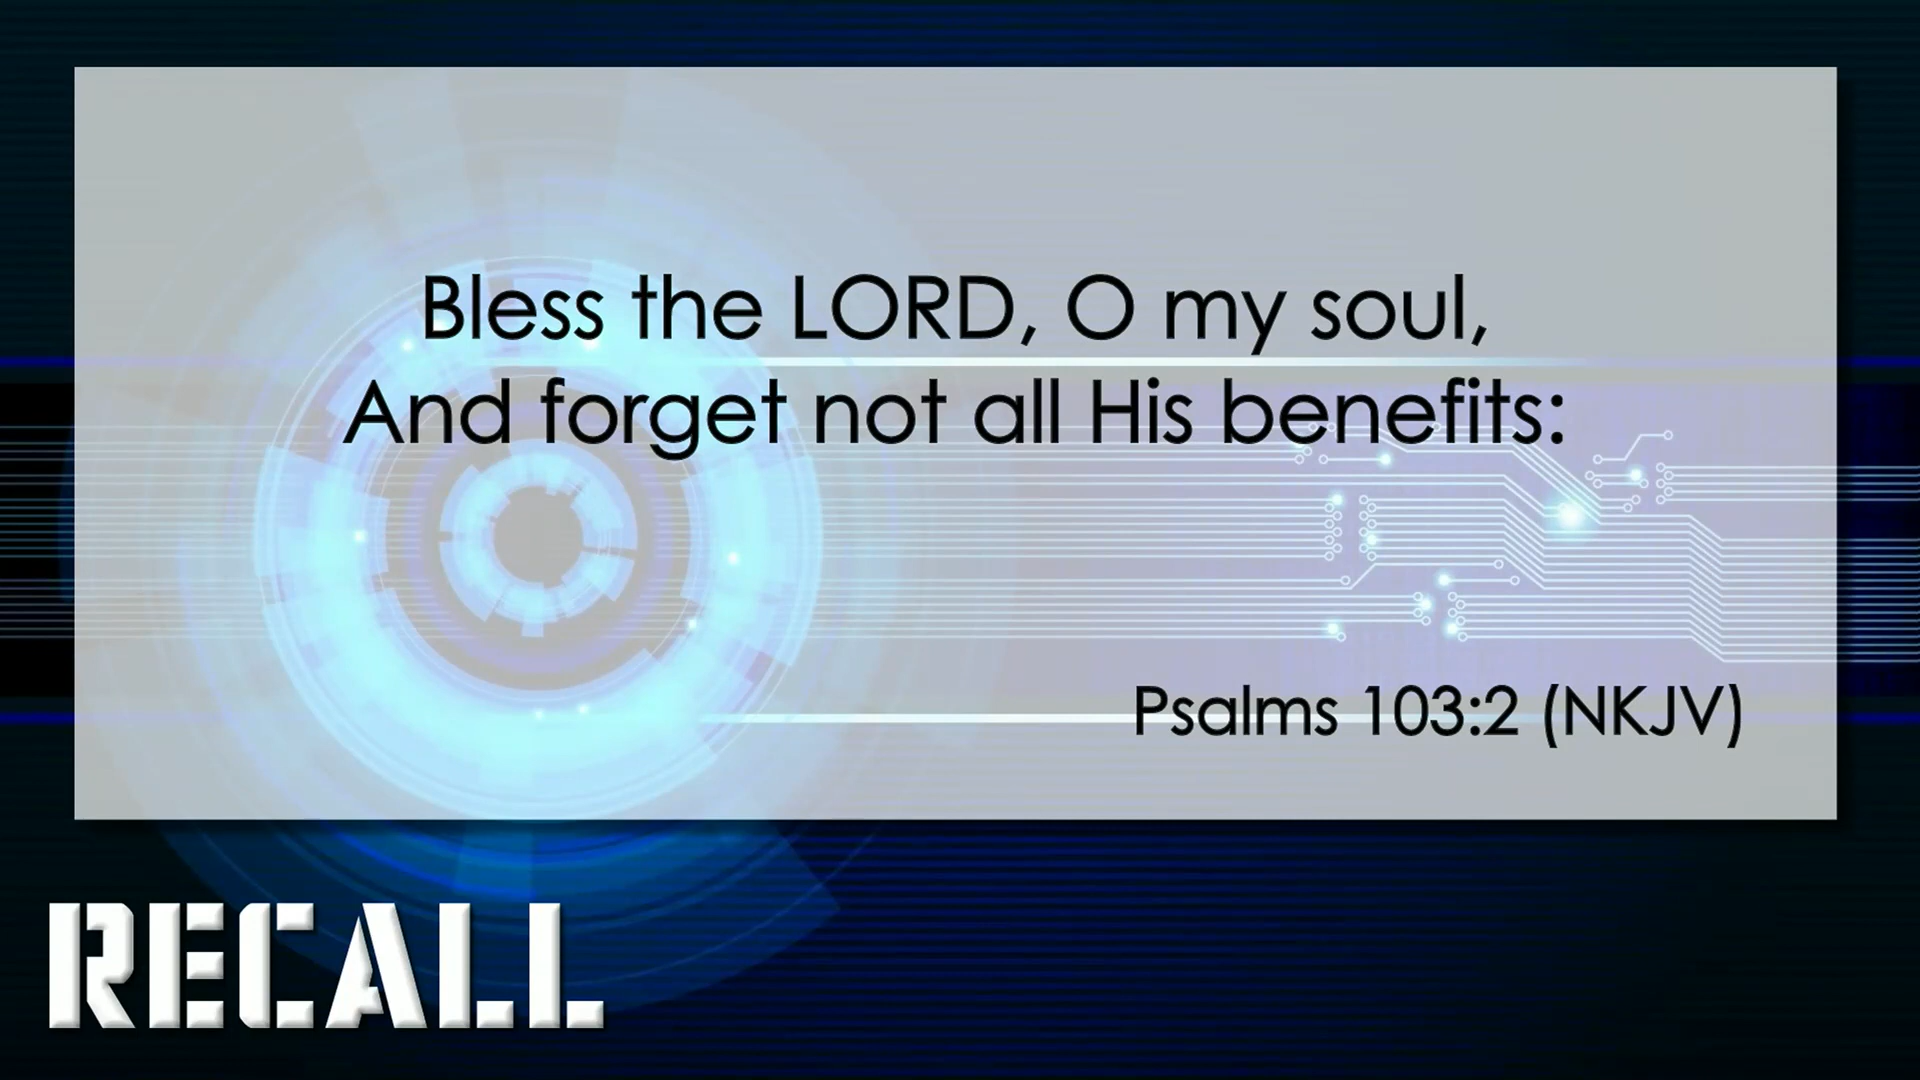 Bless the LORD, O my soul,
And forget not all His benefits:
Psalms 103:2 (NKJV)
RECALL